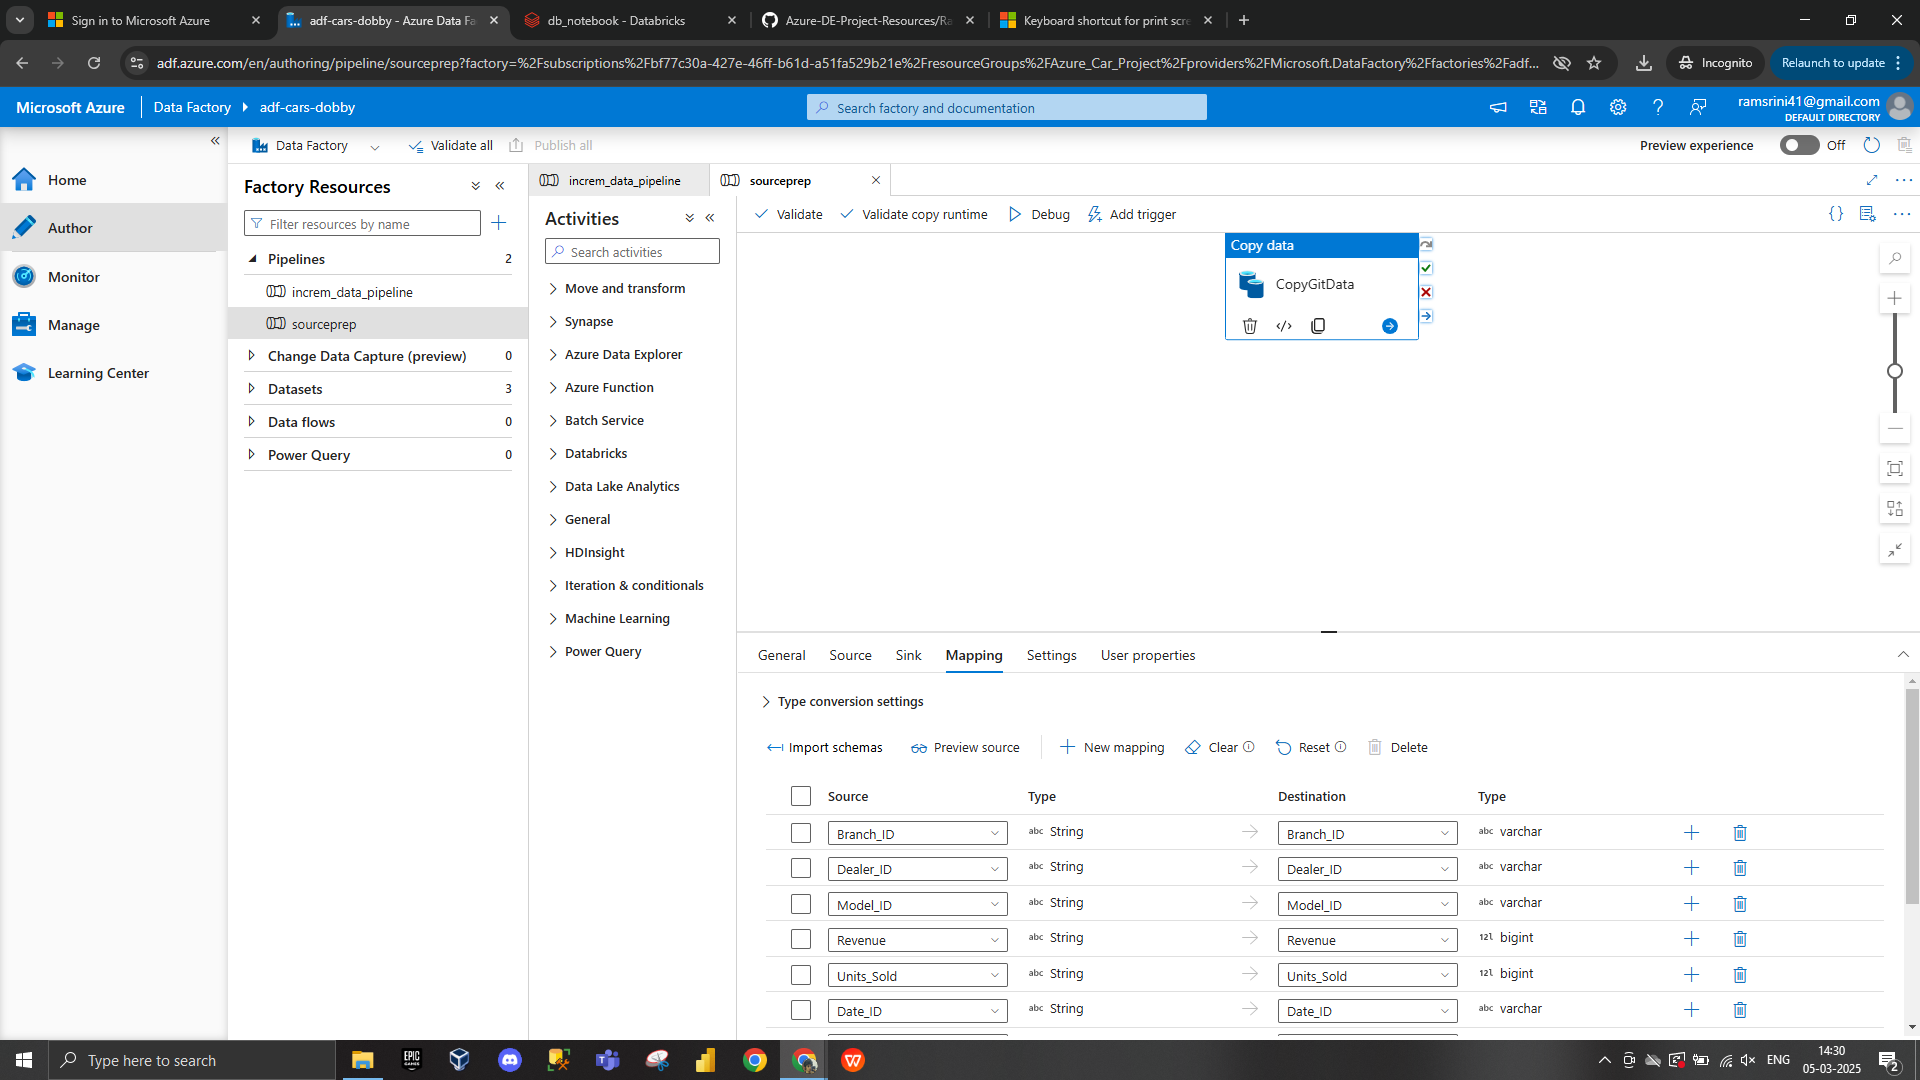 Sign in to Microsoft Azure
adf-cars-dobby - Azure Data Fa
db_notebook - Databricks
Azure-DE-Project-Resources/Ra
Keyboard shortcut for print scre
adf.azure.com/en/authoring/pipeline/sourceprep?factory=%2Fsubscriptions%2Fbf77c30a-427e-46ff-b61d-a51fa529b21e%2FresourceGroups%2FAzure_Car_Project%2Fproviders%2FMicrosoft.DataFactory%2Ffactories%2Fadf...
Incognito
Relaunch to update
Microsoft Azure
Data Factory
adf-cars-dobby
Search factory and documentation
ramsrini41@gmail.com
DEFAULT DIRECTORY
Data Factory
Validate all
Publish all
Preview experience
Off
Home
Author
Monitor
Manage
Learning Center
Factory Resources
Filter resources by name
Pipelines 2
increm_data_pipeline
sourceprep
Change Data Capture (preview) 0
Datasets 3
Data flows 0
Power Query 0
increm_data_pipeline
sourceprep
Activities
Search activities
Move and transform
Synapse
Azure Data Explorer
Azure Function
Batch Service
Databricks
Data Lake Analytics
General
HDInsight
Iteration & conditionals
Machine Learning
Power Query
Validate
Validate copy runtime
Debug
Add trigger
Copy data
CopyGitData
General Source Sink Mapping Settings User properties
Type conversion settings
Import schemas Preview source New mapping Clear Reset Delete
Source Type Destination Type
Branch_ID abc String Branch_ID abc varchar
Dealer_ID abc String Dealer_ID abc varchar
Model_ID abc String Model_ID abc varchar
Revenue abc String Revenue 12l bigint
Units_Sold abc String Units_Sold 12l bigint
Date_ID abc String Date_ID abc varchar
Type here to search
EPIC GAMES
ENG
14:30
05-03-2025
2